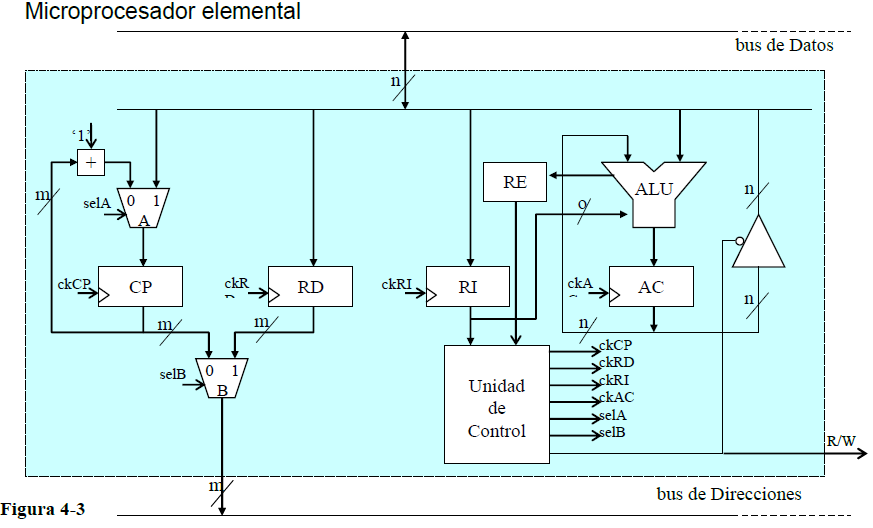 Microprocesador elemental
bus de Datos
n
‘1’
+
m
selA
0 1
A
RE
ALU
o
n
ckCP
CP
ckR
D
RD
ckRI
RI
ckA
C
AC
n
m
m
n
selB
0 1
B
Unidad
de
Control
ckCP
ckRD
ckRI
ckAC
selA
selB
R/W
m
bus de Direcciones
Figura 4-3